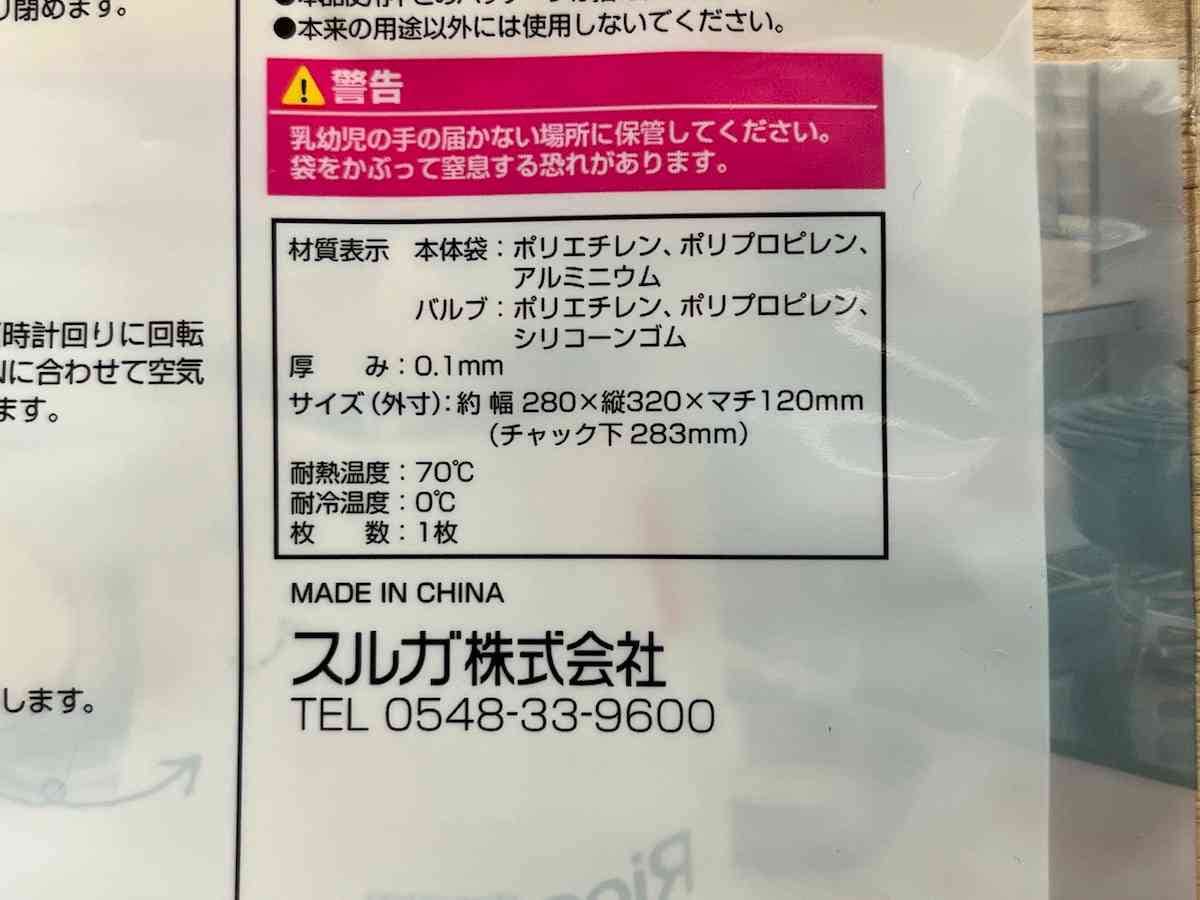 り閉めます。
時計回りに回転
Nに合わせて空気
ます。
します。
●本来の用途以外には使用しないでください。
警告
乳幼児の手の届かない場所に保管してください。
袋をかぶって窒息する恐れがあります。
材質表示 本体袋：ポリエチレン、ポリプロピレン、
アルミニウム
バルブ：ポリエチレン、ポリプロピレン、
シリコーンゴム
厚 み：0.1mm
サイズ（外寸）：約 幅 280×縦320×マチ120mm
（チャック下 283mm）
耐熱温度：70℃
耐冷温度：0℃
枚 数：1枚
MADE IN CHINA
スルガ株式会社
TEL 0548-33-9600